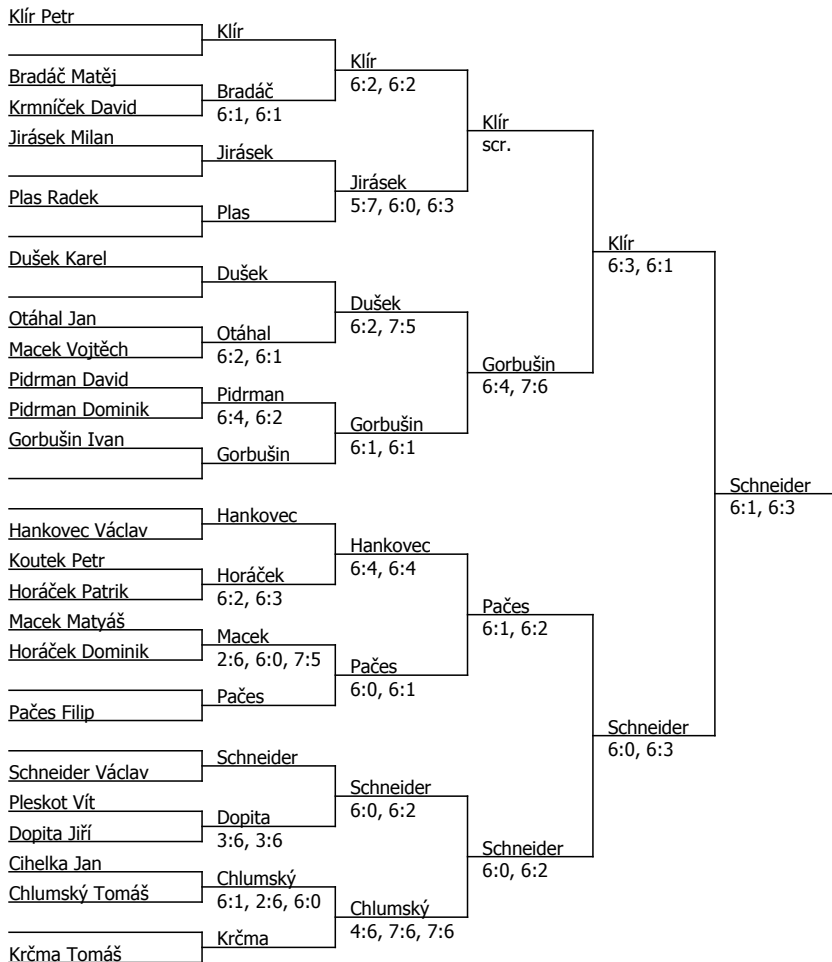 Klír Petr
Klír
Klír
6:2, 6:2
Bradáč Matěj
Bradáč
6:1, 6:1
Krmníček David
Klír
scr.
Jirásek Milan
Jirásek
Jirásek
5:7, 6:0, 6:3
Plas Radek
Plas
Klír
6:3, 6:1
Dušek Karel
Dušek
Dušek
6:2, 7:5
Otáhal Jan
Otáhal
6:2, 6:1
Macek Vojtěch
Gorbušin
6:4, 7:6
Pidrman David
Pidrman
6:4, 6:2
Pidrman Dominik
Gorbušin
6:1, 6:1
Gorbušin Ivan
Gorbušin
Schneider
6:1, 6:3
Hankovec
Hankovec Václav
Hankovec
6:4, 6:4
Koutek Petr
Horáček
6:2, 6:3
Horáček Patrik
Pačes
6:1, 6:2
Macek Matyáš
Macek
2:6, 6:0, 7:5
Horáček Dominik
Pačes
6:0, 6:1
Pačes
Pačes Filip
Schneider
6:0, 6:3
Schneider
Schneider Václav
Schneider
6:0, 6:2
Pleskot Vít
Dopita
3:6, 3:6
Dopita Jiří
Schneider
6:0, 6:2
Cihelka Jan
Chlumský
6:1, 2:6, 6:0
Chlumský Tomáš
Chlumský
4:6, 7:6, 7:6
Krčma
Krčma Tomáš